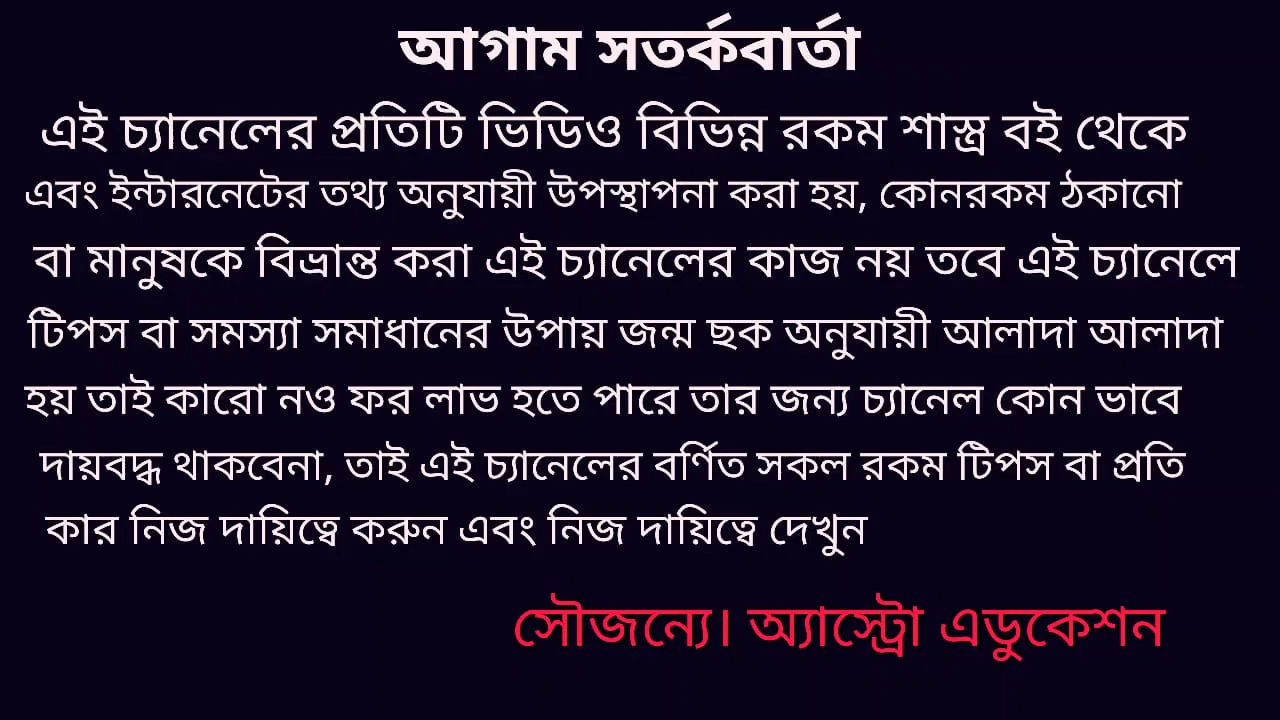 আগাম সতর্কবার্তা
এই চ্যানেলের প্রতিটি ভিডিও বিভিন্ন রকম শাস্ত্র বই থেকে
এবং ইন্টারনেটের তথ্য অনুযায়ী উপস্থাপনা করা হয়, কোনরকম ঠকানো
বা মানুষকে বিভ্রান্ত করা এই চ্যানেলের কাজ নয় তবে এই চ্যানেলে
টিপস বা সমস্যা সমাধানের উপায় জন্ম ছক অনুযায়ী আলাদা আলাদা
হয় তাই কারো নও ফর লাভ হতে পারে তার জন্য চ্যানেল কোন ভাবে
দায়বদ্ধ থাকবেনা, তাই এই চ্যানেলের বর্ণিত সকল রকম টিপস বা প্রতি
কার নিজ দায়িত্বে করুন এবং নিজ দায়িত্বে দেখুন
সৌজন্যে। অ্যাস্ট্রো এডুকেশন